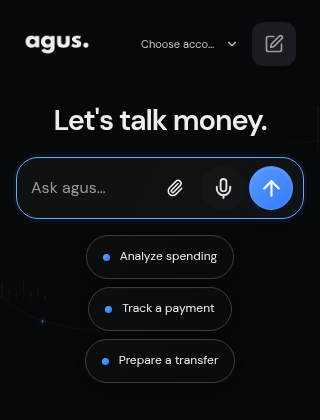 agus.
Choose acco...
Let's talk money.
Ask agus...
Analyze spending
Track a payment
Prepare a transfer